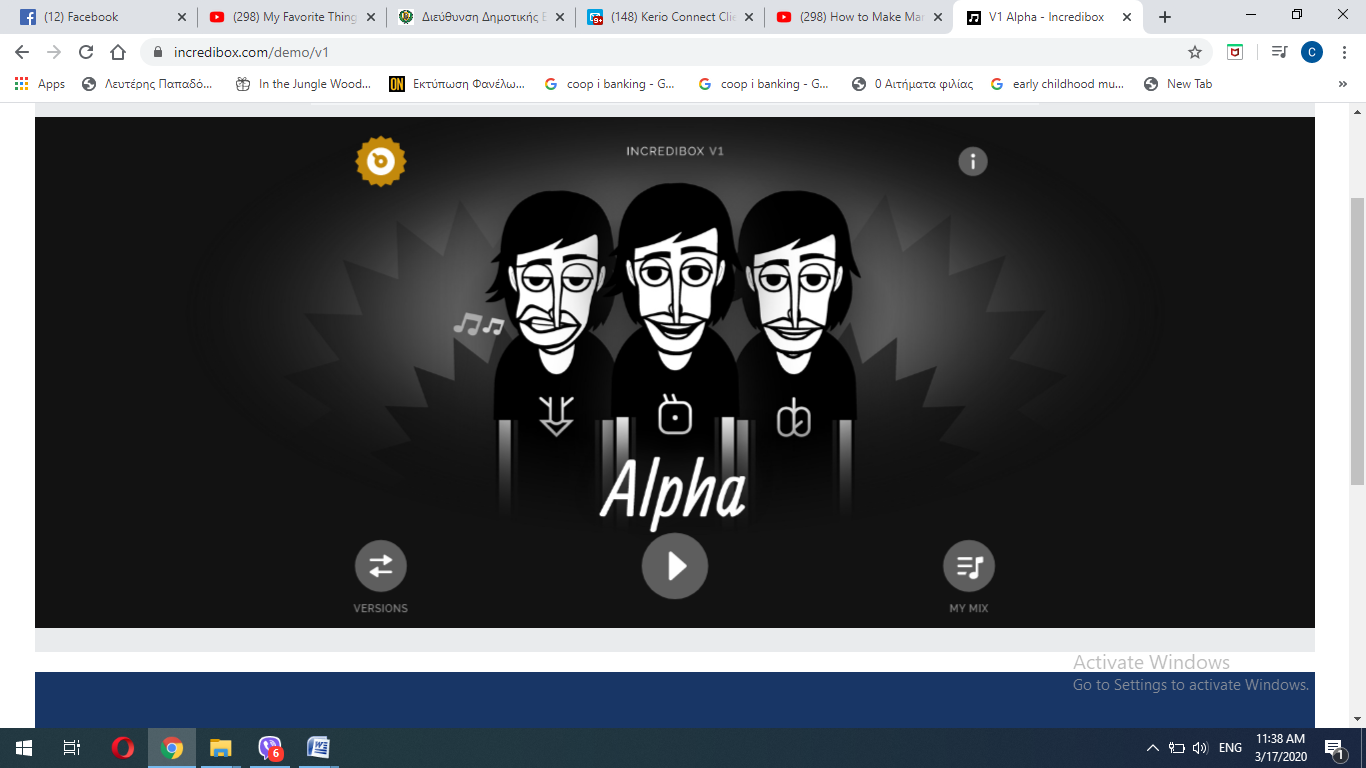 (12) Facebook
(298) My Favorite Thing
Διεύθυνση Δημοτικής Ε
(148) Kerio Connect Clie
(298) How to Make Mar
V1 Alpha - Incredibox
incredibox.com/demo/v1
C
Apps
Λευτέρης Παπαδό...
In the Jungle Wood...
ON
Εκτύπωση Φανέλω...
coop i banking - G...
coop i banking - G...
0 Αιτήματα φιλίας
early childhood mu...
New Tab
INCREDIBOX V1
Alpha
VERSIONS
MY MIX
Activate Windows
Go to Settings to activate Windows.
6
ENG
11:38 AM
3/17/2020
1